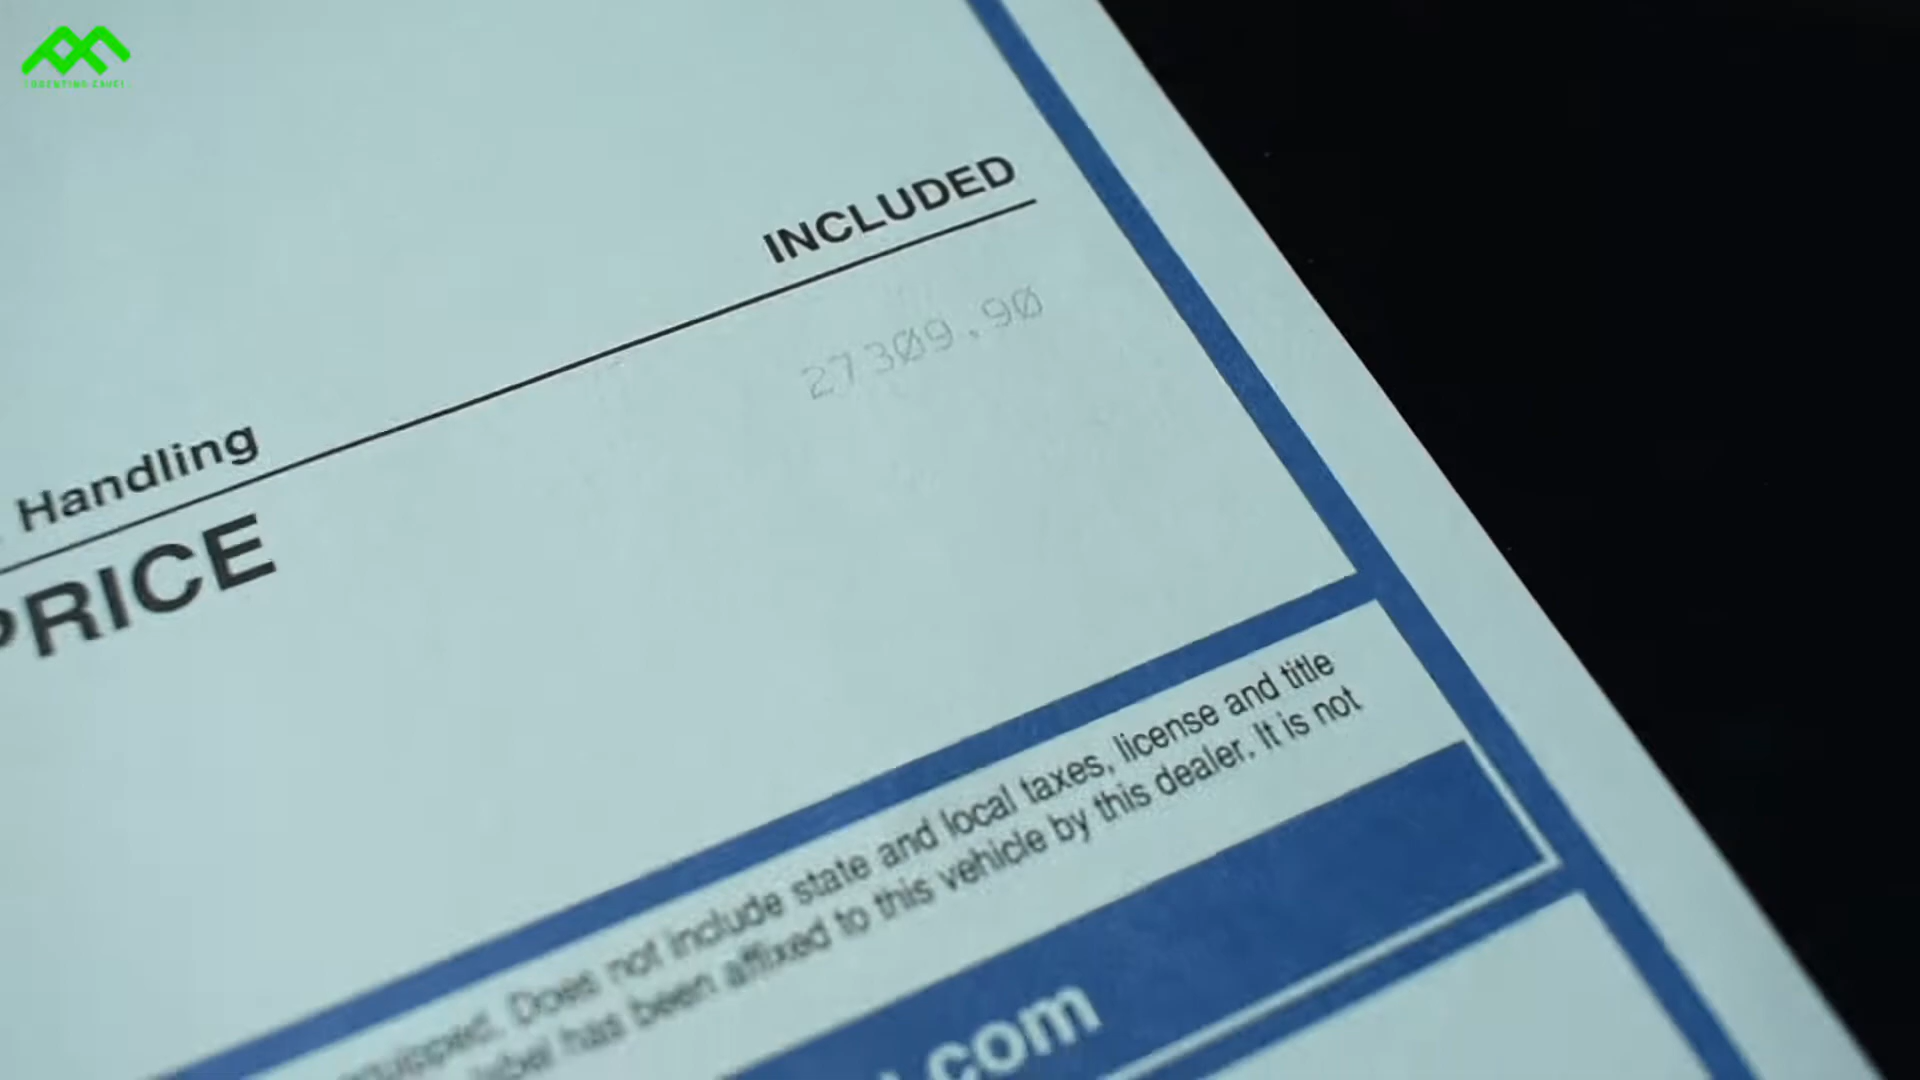 INCLUDED
27309.90
Handling
PRICE
Does not include state and local taxes, license and title
label has been affixed to this vehicle by this dealer. It is not
.com